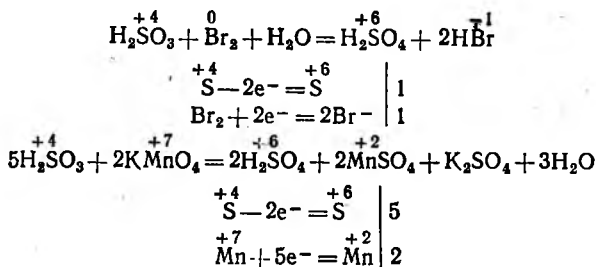 +4 0 +6 −1
H₂SO₃ + Br₂ + H₂O = H₂SO₄ + 2HBr
+4 +6
S — 2e− = S | 1
Br₂ + 2e− = 2Br− | 1
+4 +7 +6 +2
5H₂SO₃ + 2KMnO₄ = 2H₂SO₄ + 2MnSO₄ + K₂SO₄ + 3H₂O
+4 +6
S — 2e− = S | 5
+7 +2
Mn + 5e− = Mn | 2